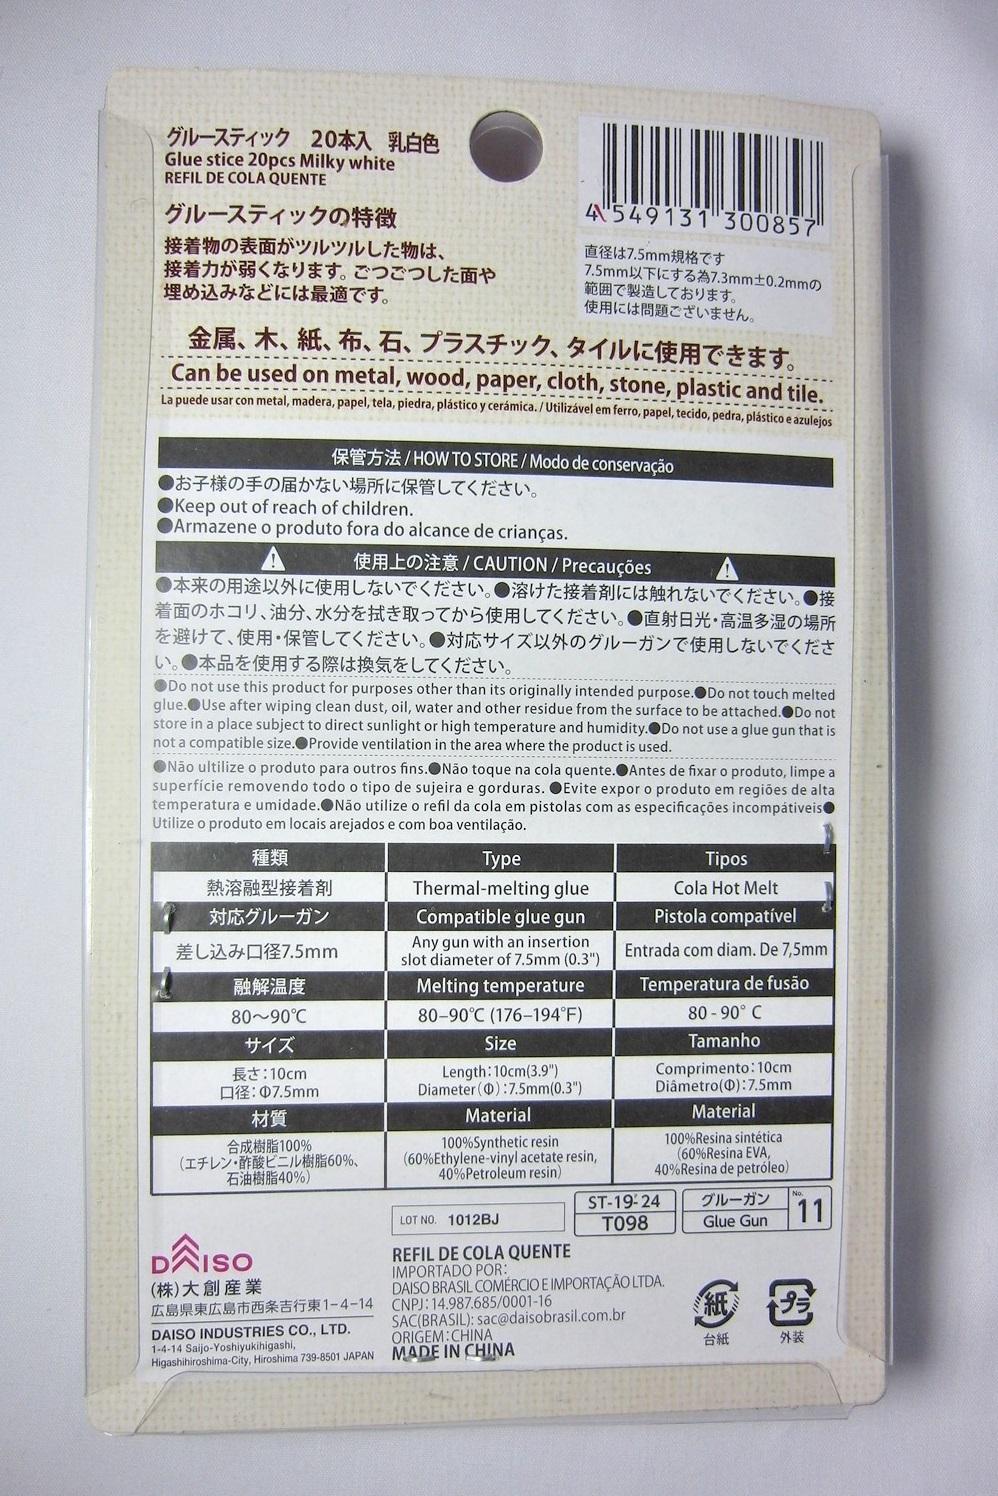 グルースティック　20本入　乳白色
Glue stice 20pcs Milky white
REFIL DE COLA QUENTE
グルースティックの特徴
接着物の表面がツルツルした物は、
接着力が弱くなります。ごつごつした面や
埋め込みなどには最適です。
4 549131 300857
直径は7.5mm規格です
7.5mm以下にする為7.3mm±0.2mmの
範囲で製造しております。
使用には問題ございません。
金属、木、紙、布、石、プラスチック、タイルに使用できます。
Can be used on metal, wood, paper, cloth, stone, plastic and tile.
La puede usar con metal, madera, papel, tela, piedra, plástico y cerámica. / Utilizável em ferro, papel, tecido, pedra, plástico e azulejos
保管方法 / HOW TO STORE / Modo de conservação
●お子様の手の届かない場所に保管してください。
●Keep out of reach of children.
●Armazene o produto fora do alcance de crianças.
使用上の注意 / CAUTION / Precauções
●本来の用途以外に使用しないでください。●溶けた接着剤には触れないでください。●接
着面のホコリ、油分、水分を拭き取ってから使用してください。●直射日光・高温多湿の場所
を避けて、使用・保管してください。●対応サイズ以外のグルーガンで使用しないでくださ
い。●本品を使用する際は換気をしてください。
●Do not use this product for purposes other than its originally intended purpose.●Do not touch melted
glue.●Use after wiping clean dust, oil, water and other residue from the surface to be attached.●Do not
store in a place subject to direct sunlight or high temperature and humidity.●Do not use a glue gun that is
not a compatible size.●Provide ventilation in the area where the product is used.
●Não ultilize o produto para outros fins.●Não toque na cola quente.●Antes de fixar o produto, limpe a
superfície removendo todo o tipo de sujeira e gorduras. ●Evite expor o produto em regiões de alta
temperatura e umidade.●Não utilize o refil da cola em pistolas com as especificações incompátiveis●
Utilize o produto em locais arejados e com boa ventilação.
種類 Type Tipos
熱溶融型接着剤 Thermal-melting glue Cola Hot Melt
対応グルーガン Compatible glue gun Pistola compatível
差し込み口径7.5mm Any gun with an insertion slot diameter of 7.5mm (0.3") Entrada com diam. De 7,5mm
融解温度 Melting temperature Temperatura de fusão
80〜90℃ 80–90℃ (176–194℉) 80 - 90° C
サイズ Size Tamanho
長さ:10cm Length:10cm(3.9") Comprimento:10cm
口径:Φ7.5mm Diameter(Φ):7.5mm(0.3") Diâmetro(Φ):7.5mm
材質 Material Material
合成樹脂100% 100%Synthetic resin 100%Resina sintética
(エチレン・酢酸ビニル樹脂60%、 (60%Ethylene-vinyl acetate resin, (60%Resina EVA,
石油樹脂40%) 40%Petroleum resin) 40%Resina de petróleo)
LOT NO. 1012BJ
ST-19-'24
T098
グルーガン
Glue Gun
No. 11
DAISO
(株)大創産業
広島県東広島市西条吉行東1-4-14
DAISO INDUSTRIES CO., LTD.
1-4-14 Saijo-Yoshiyukihigashi,
Higashihiroshima-City, Hiroshima 739-8501 JAPAN
REFIL DE COLA QUENTE
IMPORTADO POR:
DAISO BRASIL COMÉRCIO E IMPORTAÇÃO LTDA.
CNPJ:14.987.685/0001-16
SAC(BRASIL): sac@daisobrasil.com.br
ORIGEM:CHINA
MADE IN CHINA
紙
台紙
プラ
外装